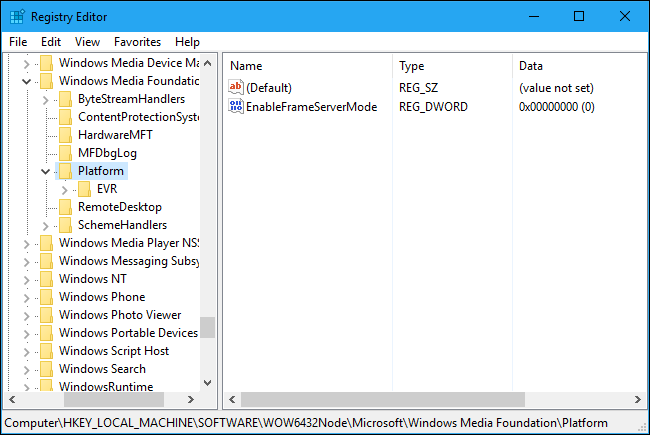 Registry Editor
File Edit View Favorites Help
Windows Media Device Ma
Windows Media Foundatio
ByteStreamHandlers
ContentProtectionSyste
HardwareMFT
MFDbgLog
Platform
EVR
RemoteDesktop
SchemeHandlers
Windows Media Player NSS
Windows Messaging Subsy
Windows NT
Windows Phone
Windows Photo Viewer
Windows Portable Devices
Windows Script Host
Windows Search
WindowsRuntime
Name Type Data
(Default) REG_SZ (value not set)
EnableFrameServerMode REG_DWORD 0x00000000 (0)
Computer\HKEY_LOCAL_MACHINE\SOFTWARE\WOW6432Node\Microsoft\Windows Media Foundation\Platform